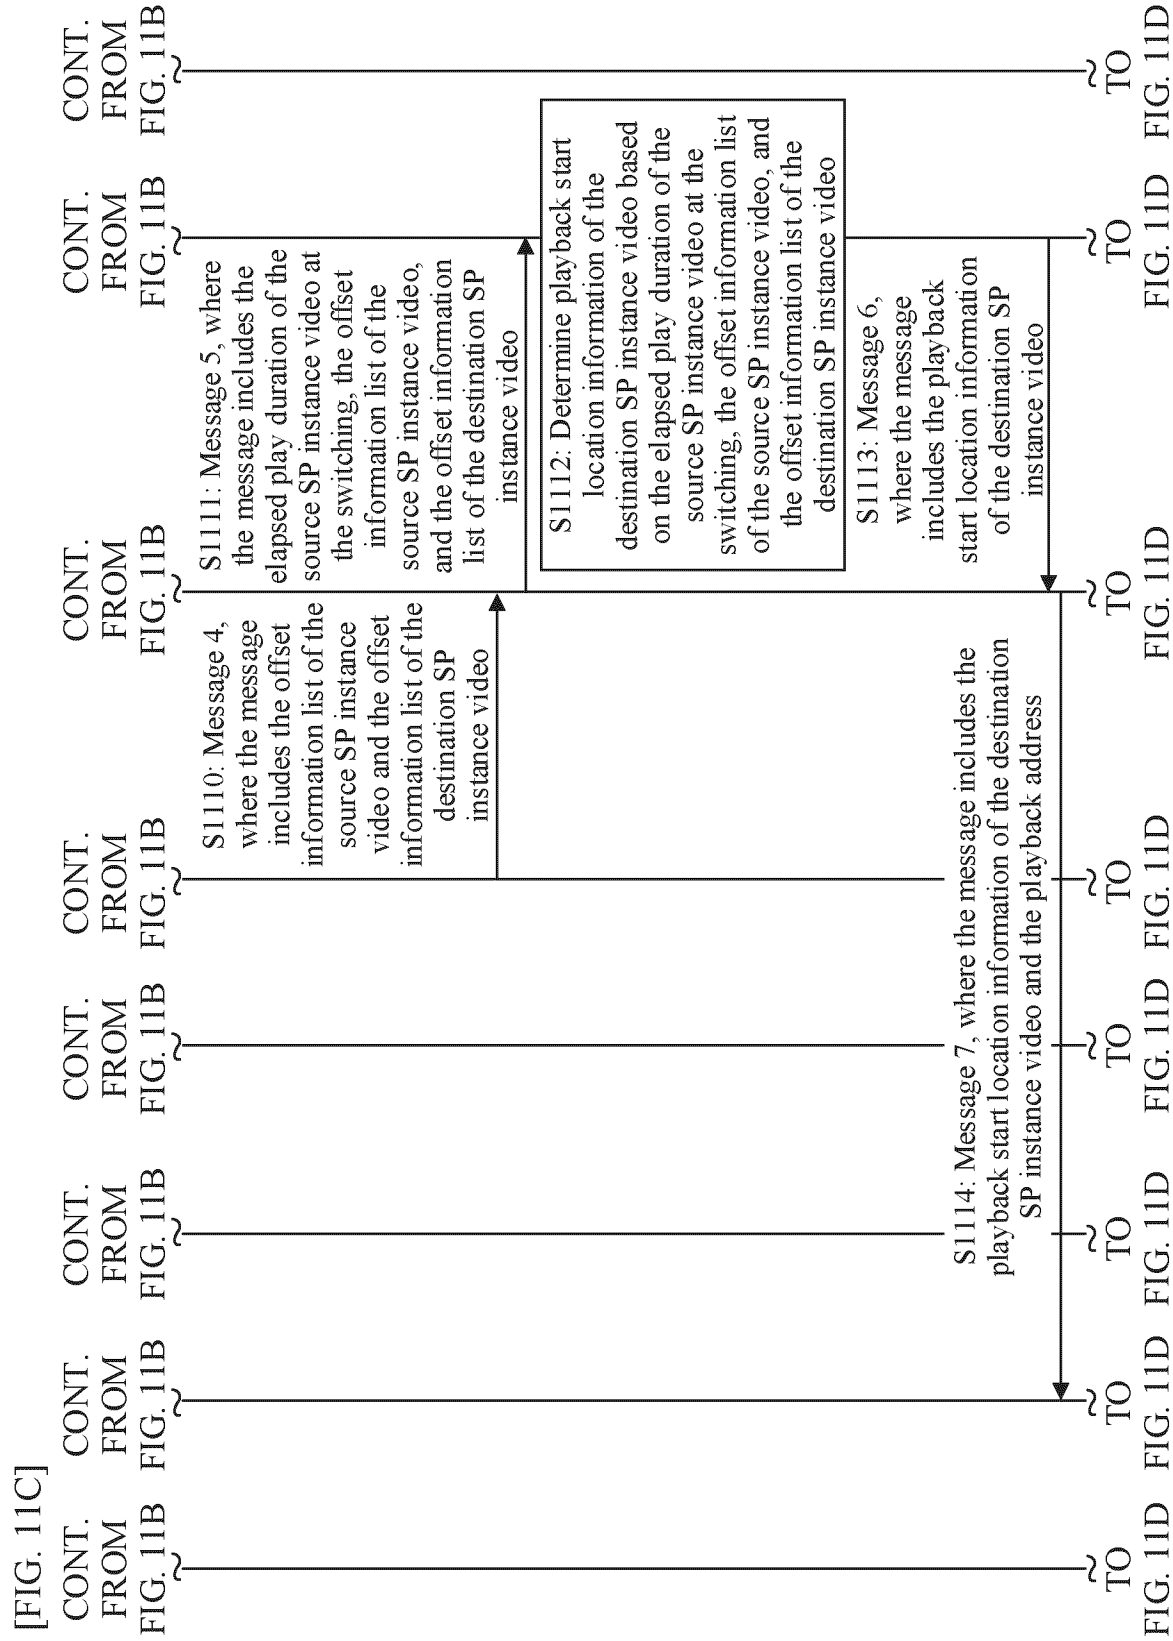 [FIG. 11C]
CONT.
FROM
FIG. 11B
CONT.
FROM
FIG. 11B
CONT.
FROM
FIG. 11B
CONT.
FROM
FIG. 11B
CONT.
FROM
FIG. 11B
CONT.
FROM
FIG. 11B
CONT.
FROM
FIG. 11B
CONT.
FROM
FIG. 11B
S1110: Message 4,
where the message
includes the offset
information list of the
source SP instance
video and the offset
information list of the
destination SP
instance video
S1111: Message 5, where
the message includes the
elapsed play duration of the
source SP instance video at
the switching, the offset
information list of the
source SP instance video,
and the offset information
list of the destination SP
instance video
S1112: Determine playback start
location information of the
destination SP instance video based
on the elapsed play duration of the
source SP instance video at the
switching, the offset information list
of the source SP instance video, and
the offset information list of the
destination SP instance video
S1113: Message 6,
where the message
includes the playback
start location information
of the destination SP
instance video
S1114: Message 7, where the message includes the
playback start location information of the destination
SP instance video and the playback address
TO
FIG. 11D
TO
FIG. 11D
TO
FIG. 11D
TO
FIG. 11D
TO
FIG. 11D
TO
FIG. 11D
TO
FIG. 11D
TO
FIG. 11D